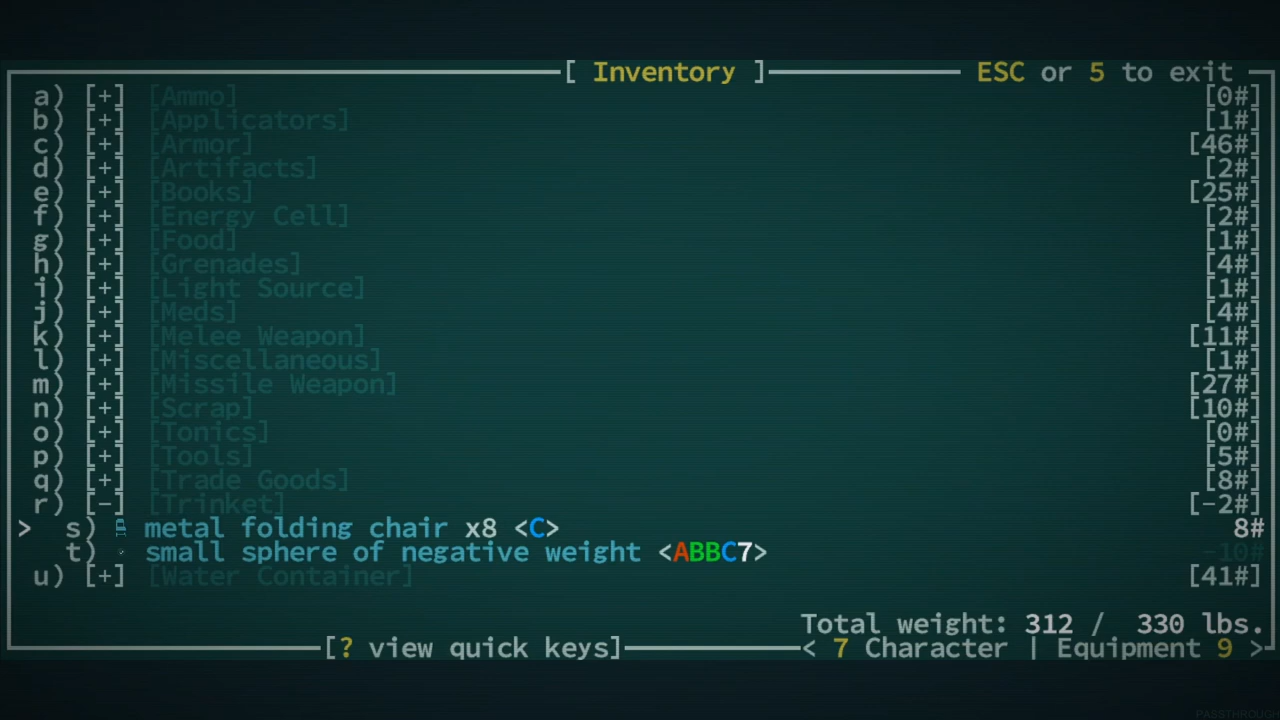 [ Inventory ] ESC or 5 to exit
a) [+] [Ammo] [0#]
b) [+] [Applicators] [1#]
c) [+] [Armor] [46#]
d) [+] [Artifacts] [2#]
e) [+] [Books] [25#]
f) [+] [Energy Cell] [2#]
g) [+] [Food] [1#]
h) [+] [Grenades] [4#]
i) [+] [Light Source] [1#]
j) [+] [Meds] [4#]
k) [+] [Melee Weapon] [11#]
l) [+] [Miscellaneous] [1#]
m) [+] [Missile Weapon] [27#]
n) [+] [Scrap] [10#]
o) [+] [Tonics] [0#]
p) [+] [Tools] [5#]
q) [+] [Trade Goods] [8#]
r) [-] [Trinket] [-2#]
> s) metal folding chair x8 <C> 8#
t) small sphere of negative weight <ABBC7> -10#
u) [+] [Water Container] [41#]
Total weight: 312 / 330 lbs.
[? view quick keys] < 7 Character | Equipment 9 >